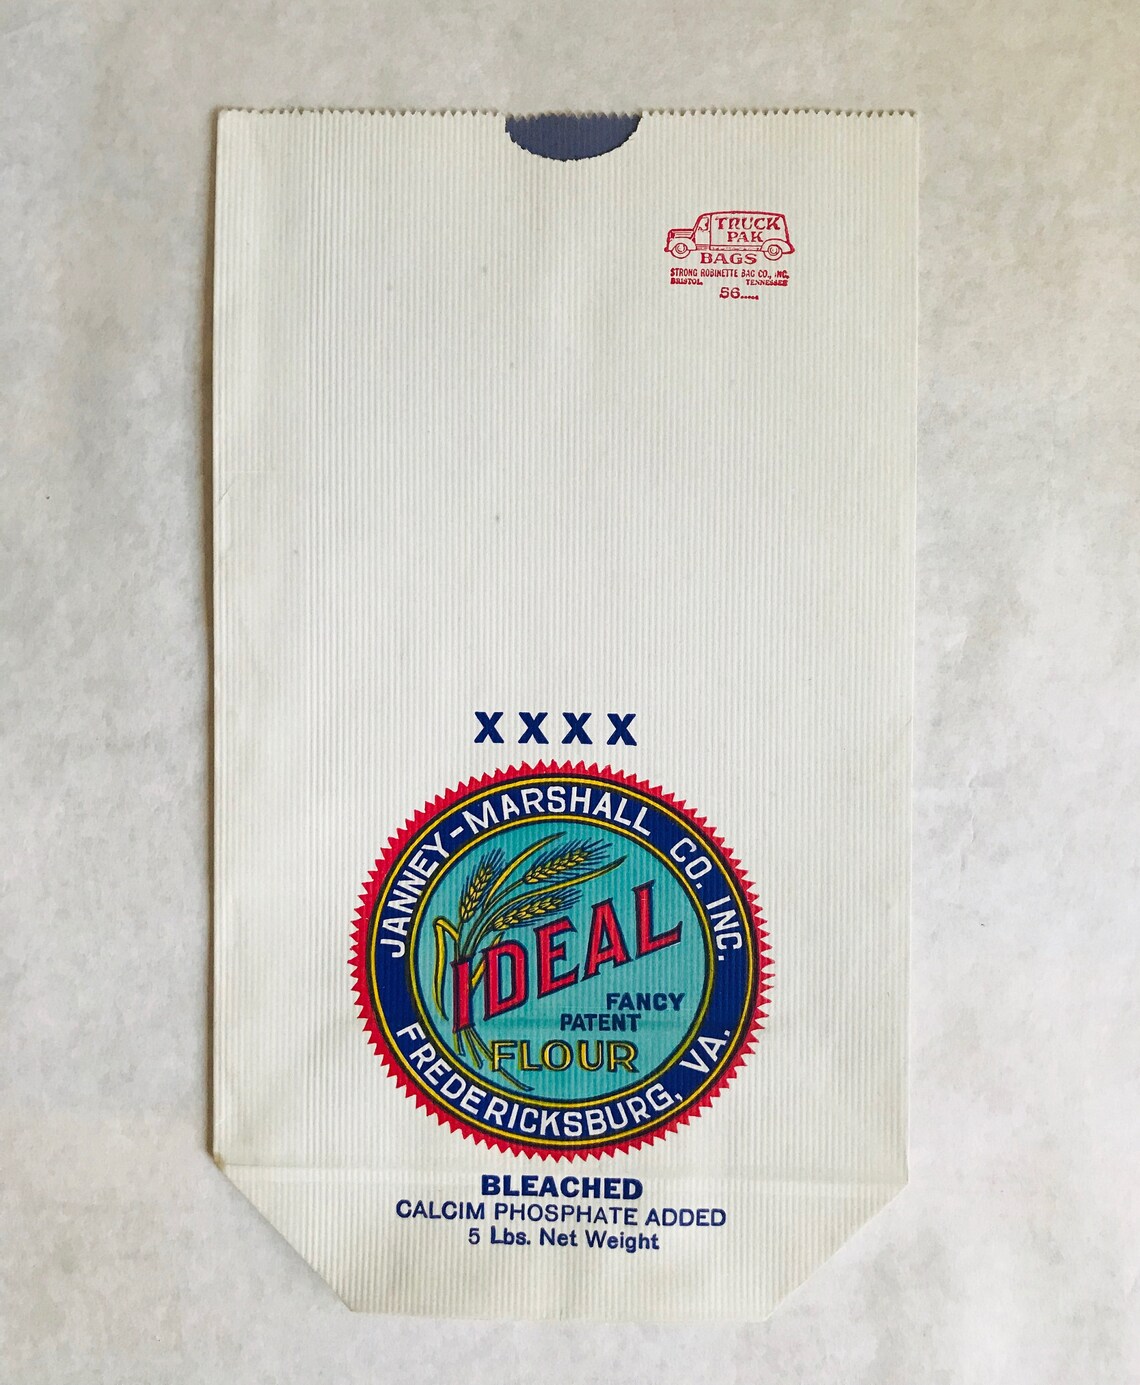 TRUCK
PAK
BAGS
STRONG ROBINETTE BAG CO., INC.
BRISTOL, TENNESSEE
56.....
XXXX
JANNEY-MARSHALL CO. INC.
IDEAL
FANCY
PATENT
FLOUR
FREDERICKSBURG, VA.
BLEACHED
CALCIM PHOSPHATE ADDED
5 Lbs. Net Weight